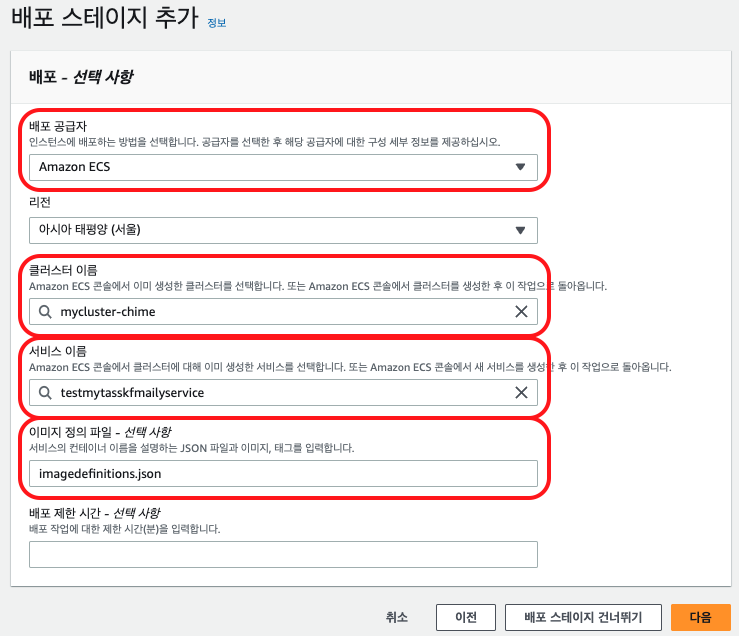 배포 스테이지 추가 정보
배포 - 선택 사항
배포 공급자
인스턴스에 배포하는 방법을 선택합니다. 공급자를 선택한 후 해당 공급자에 대한 구성 세부 정보를 제공하십시오.
Amazon ECS
리전
아시아 태평양 (서울)
클러스터 이름
Amazon ECS 콘솔에서 이미 생성한 클러스터를 선택합니다. 또는 Amazon ECS 콘솔에서 클러스터를 생성한 후 이 작업으로 돌아옵니다.
mycluster-chime
서비스 이름
Amazon ECS 콘솔에서 클러스터에 대해 이미 생성한 서비스를 선택합니다. 또는 Amazon ECS 콘솔에서 새 서비스를 생성한 후 이 작업으로 돌아옵니다.
testmytasskfmailyservice
이미지 정의 파일 - 선택 사항
서비스의 컨테이너 이름을 설명하는 JSON 파일과 이미지, 태그를 입력합니다.
imagedefinitions.json
배포 제한 시간 - 선택 사항
배포 작업에 대한 제한 시간(분)을 입력합니다.
취소 이전 배포 스테이지 건너뛰기 다음